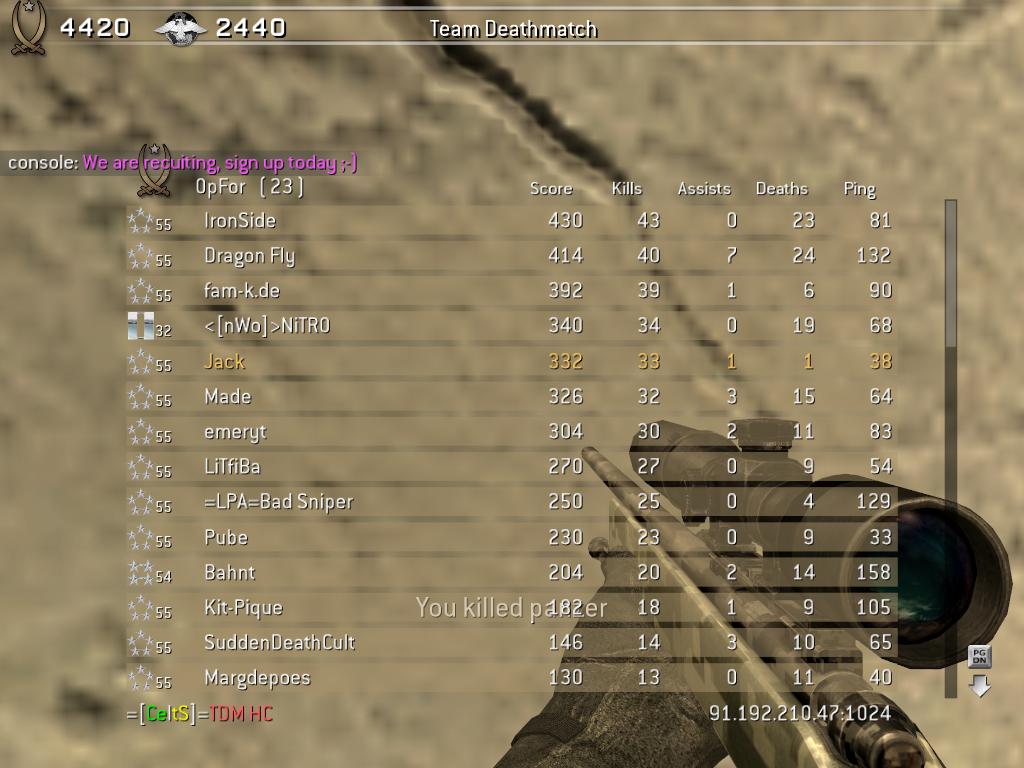 4420 2440 Team Deathmatch
console: We are recuiting, sign up today ;-)
OpFor (23) Score Kills Assists Deaths Ping
55 IronSide 430 43 0 23 81
55 Dragon Fly 414 40 7 24 132
55 fam-k.de 392 39 1 6 90
32 <[nWo]>NiTRO 340 34 0 19 68
55 Jack 332 33 1 1 38
55 Made 326 32 3 15 64
55 emeryt 304 30 2 11 83
55 LiTfiBa 270 27 0 9 54
55 =LPA=Bad Sniper 250 25 0 4 129
55 Pube 230 23 0 9 33
54 Bahnt 204 20 2 14 158
55 Kit-Pique 182 18 1 9 105
You killed panzer
55 SuddenDeathCult 146 14 3 10 65
55 Margdepoes 130 13 0 11 40
PG DN
=[CeltS]=TDM HC 91.192.210.47:1024